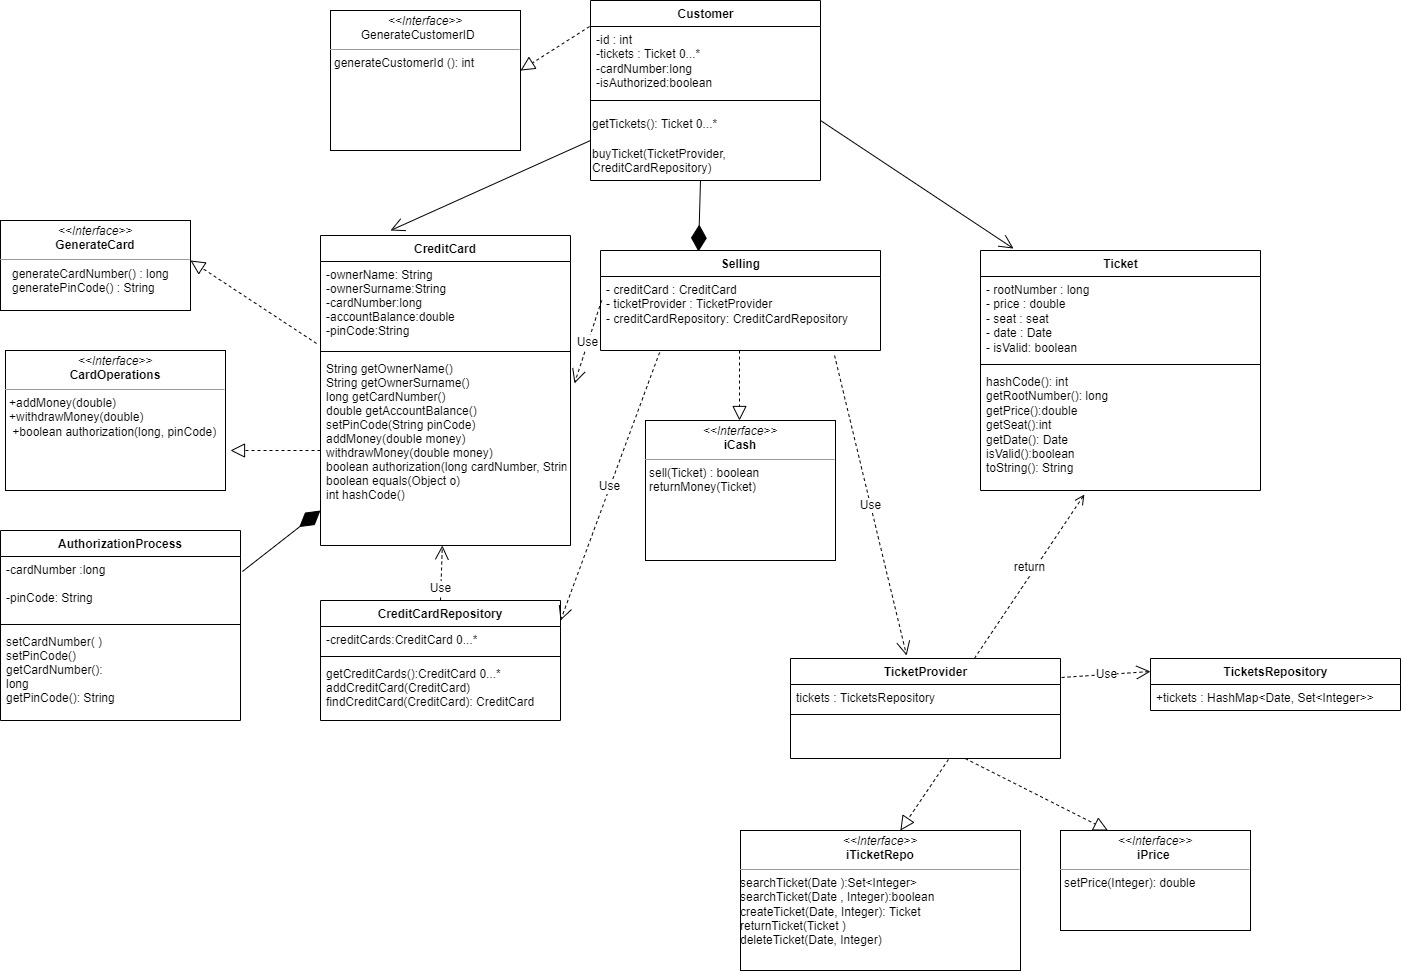 <<Interface>>
GenerateCustomerID
generateCustomerId (): int
Customer
-id : int
-tickets : Ticket 0...*
-cardNumber:long
-isAuthorized:boolean
getTickets(): Ticket 0...*
buyTicket(TicketProvider,
CreditCardRepository)
<<Interface>>
GenerateCard
generateCardNumber() : long
generatePinCode() : String
CreditCard
-ownerName: String
-ownerSurname:String
-cardNumber:long
-accountBalance:double
-pinCode:String
String getOwnerName()
String getOwnerSurname()
long getCardNumber()
double getAccountBalance()
setPinCode(String pinCode)
addMoney(double money)
withdrawMoney(double money)
boolean authorization(long cardNumber, Strin
boolean equals(Object o)
int hashCode()
Selling
- creditCard : CreditCard
- ticketProvider : TicketProvider
- creditCardRepository: CreditCardRepository
Ticket
- rootNumber : long
- price : double
- seat : seat
- date : Date
- isValid: boolean
hashCode(): int
getRootNumber(): long
getPrice():double
getSeat():int
getDate(): Date
isValid():boolean
toString(): String
Use
<<Interface>>
CardOperations
+addMoney(double)
+withdrawMoney(double)
+boolean authorization(long, pinCode)
<<Interface>>
iCash
sell(Ticket) : boolean
returnMoney(Ticket)
Use
Use
return
AuthorizationProcess
-cardNumber :long
-pinCode: String
setCardNumber( )
setPinCode()
getCardNumber():
long
getPinCode(): String
Use
CreditCardRepository
-creditCards:CreditCard 0...*
getCreditCards():CreditCard 0...*
addCreditCard(CreditCard)
findCreditCard(CreditCard): CreditCard
TicketProvider
tickets : TicketsRepository
Use
TicketsRepository
+tickets : HashMap<Date, Set<Integer>>
<<Interface>>
iTicketRepo
searchTicket(Date ):Set<Integer>
searchTicket(Date , Integer):boolean
createTicket(Date, Integer): Ticket
returnTicket(Ticket )
deleteTicket(Date, Integer)
<<Interface>>
iPrice
setPrice(Integer): double